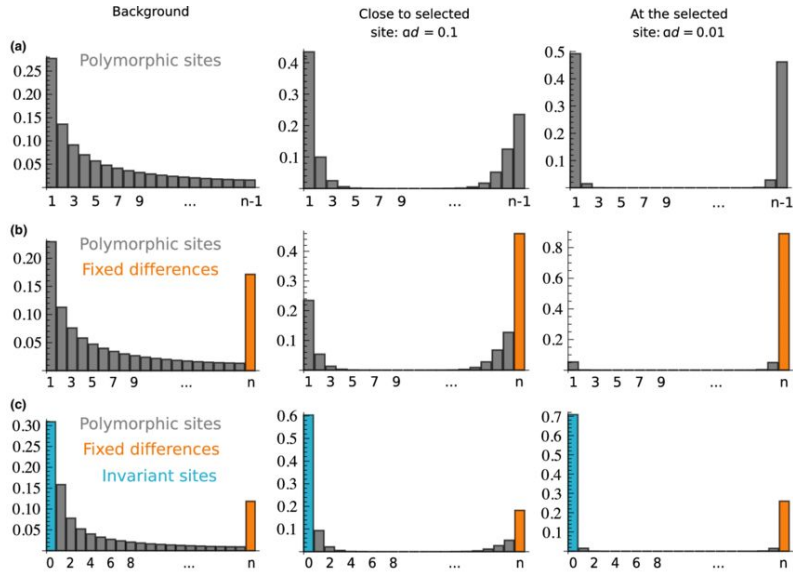 Background
Close to selected
site: αd = 0.1
At the selected
site: αd = 0.01
(a)
Polymorphic sites
0.25
0.20
0.15
0.10
0.05
1 3 5 7 9 ... n-1
0.4
0.3
0.2
0.1
1 3 5 7 9 ... n-1
0.5
0.4
0.3
0.2
0.1
1 3 5 7 9 ... n-1
(b)
Polymorphic sites
Fixed differences
0.20
0.15
0.10
0.05
1 3 5 7 9 ... n
0.4
0.3
0.2
0.1
1 3 5 7 9 ... n
0.8
0.6
0.4
0.2
1 3 5 7 9 ... n
(c)
Polymorphic sites
Fixed differences
Invariant sites
0.30
0.25
0.20
0.15
0.10
0.05
0 2 4 6 8 ... n
0.6
0.5
0.4
0.3
0.2
0.1
0 2 4 6 8 ... n
0.7
0.6
0.5
0.4
0.3
0.2
0.1
0 2 4 6 8 ... n